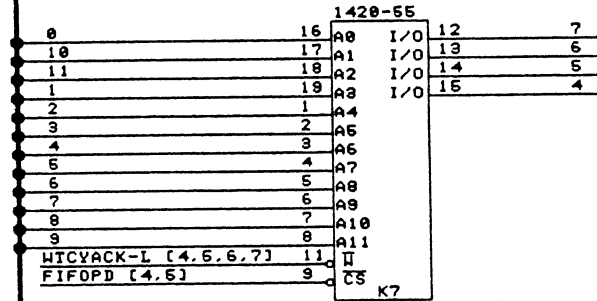 1420-55
0 16 A0 I/O 12 7
10 17 A1 I/O 13 6
11 18 A2 I/O 14 5
1 19 A3 I/O 15 4
2 1 A4
3 2 A5
4 3 A6
5 4 A7
6 5 A8
7 6 A9
8 7 A10
9 8 A11
WTCYACK-L [4,5,6,7] 11 W
FIFOPD [4,5] 9 CS
K7